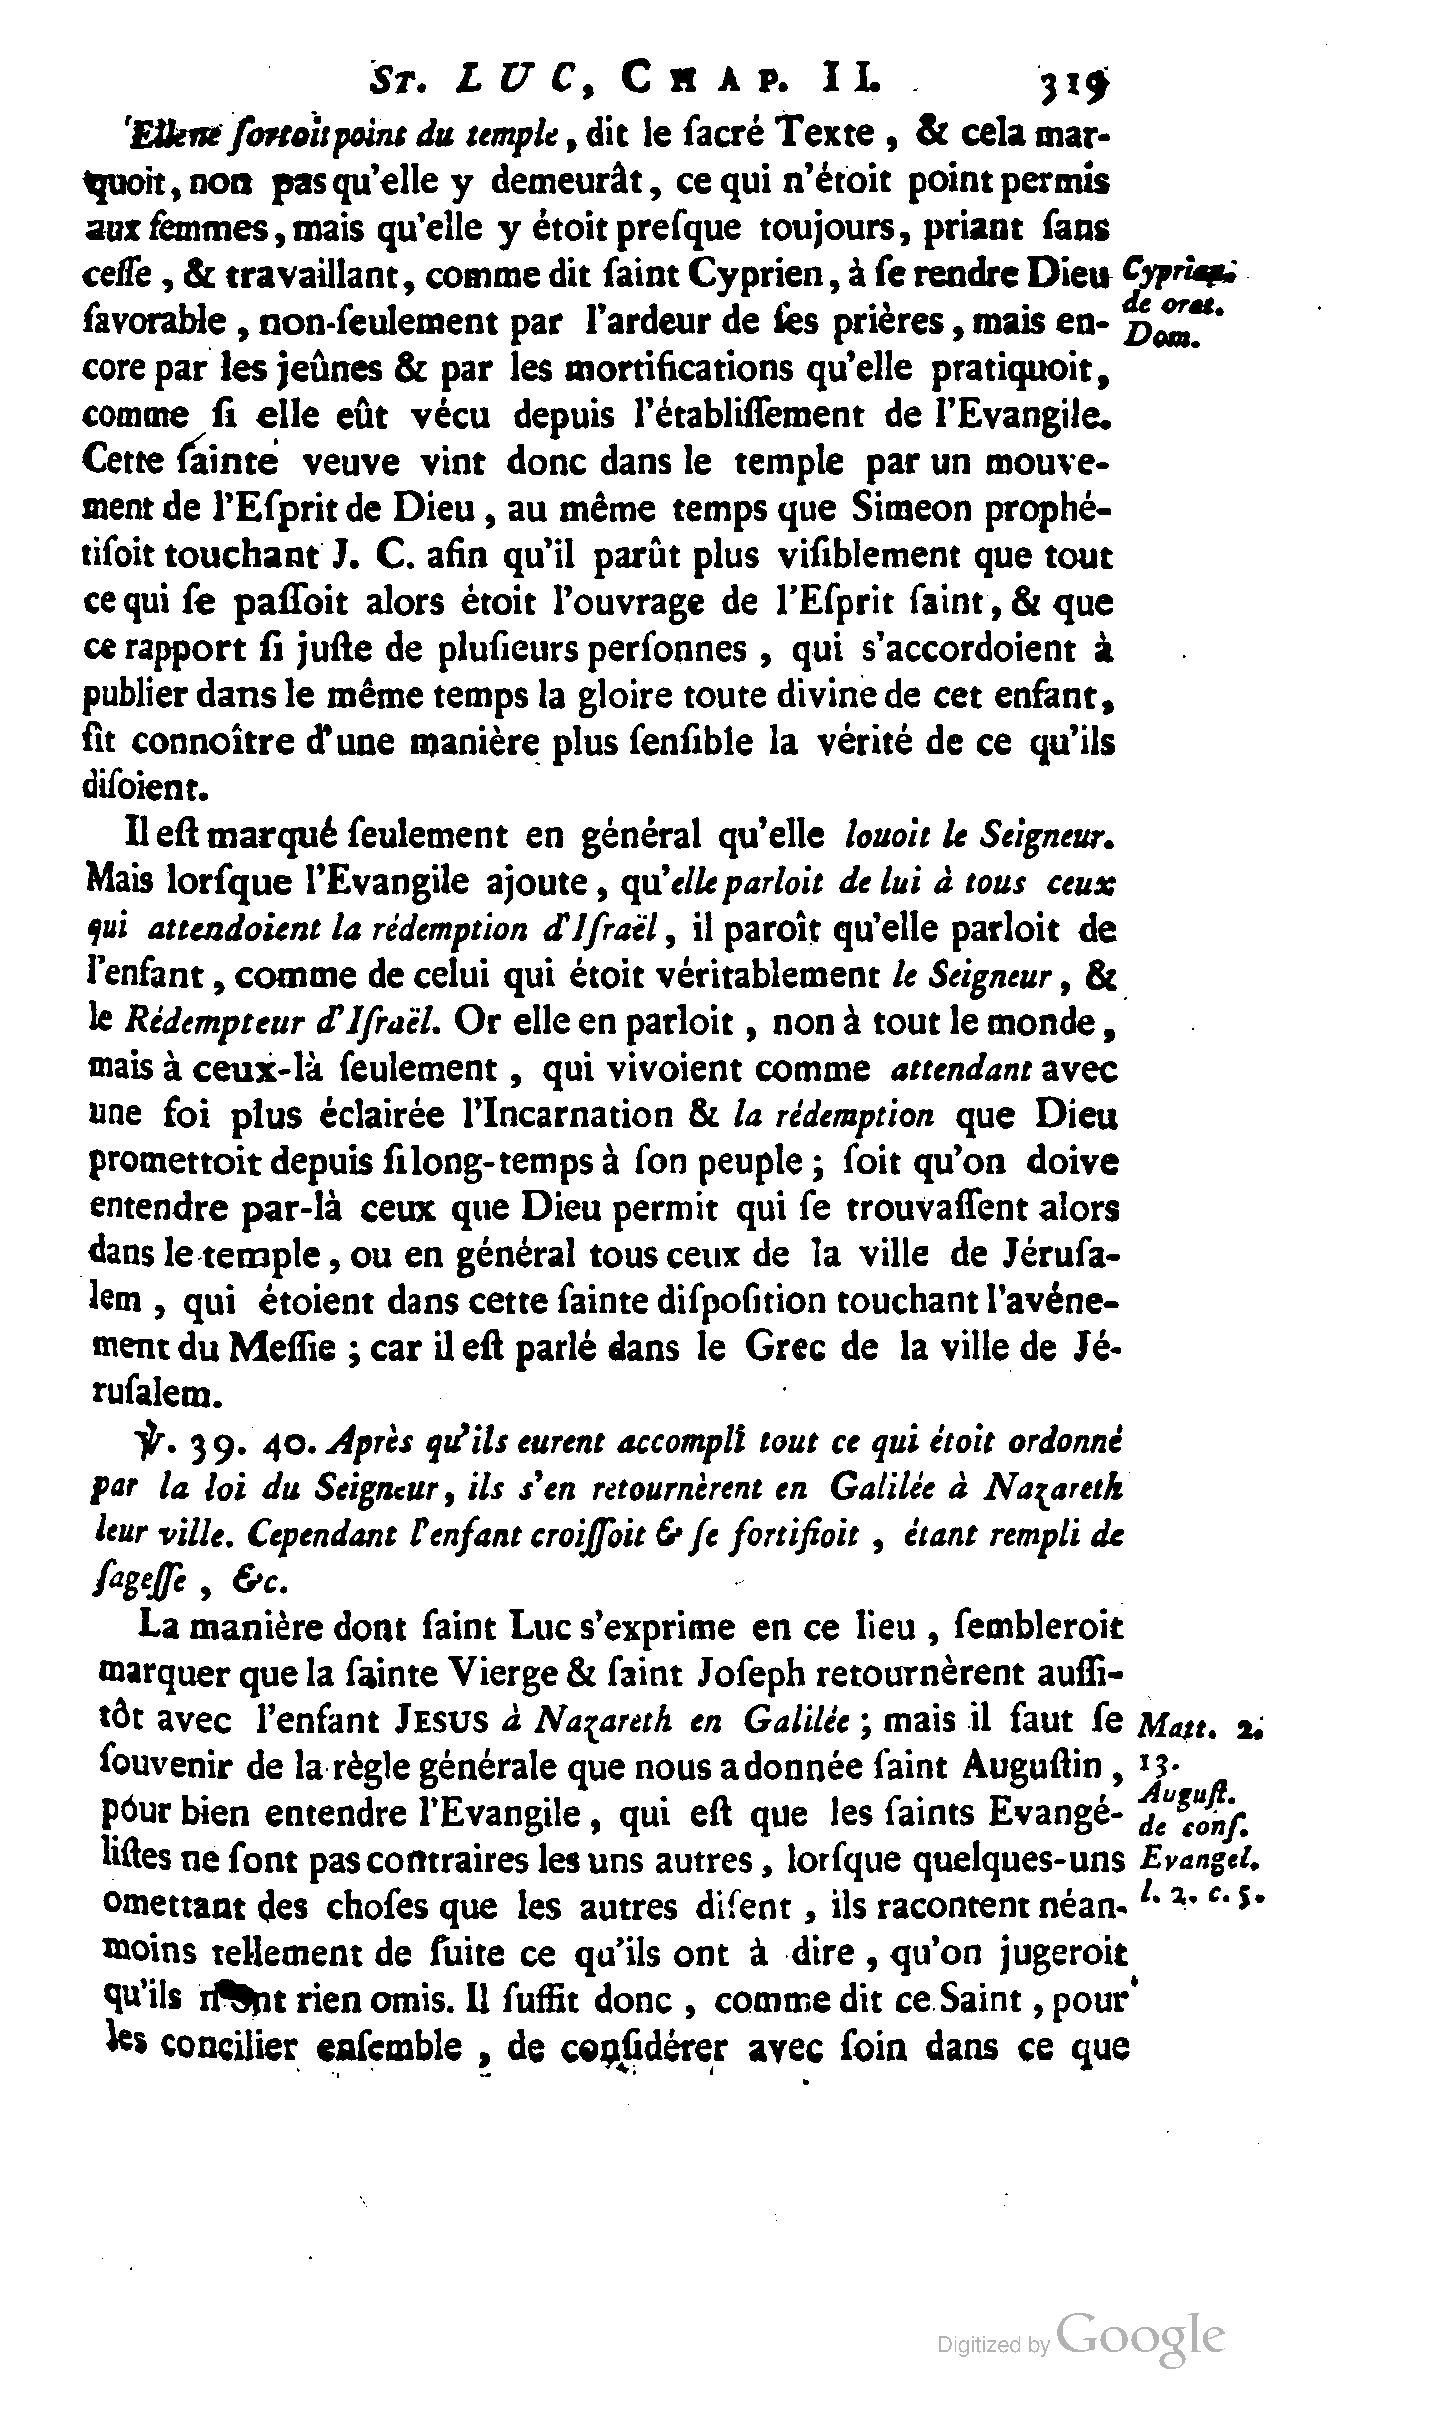 ST. LUC, CHAP. II. 319
Elle ne ſortoit point du temple, dit le ſacré Texte, & cela mar-
quoit, non pas qu'elle y demeurât, ce qui n'étoit point permis
aux femmes, mais qu'elle y étoit preſque toujours, priant ſans
ceſſe, & travaillant, comme dit ſaint Cyprien, à ſe rendre Dieu
Cyprian.
favorable, non-ſeulement par l'ardeur de ſes prières, mais en-
de orat.
Dom.
core par les jeûnes & par les mortifications qu'elle pratiquoit,
comme ſi elle eût vécu depuis l'établiſſement de l'Evangile.
Cette ſainte veuve vint donc dans le temple par un mouve-
ment de l'Eſprit de Dieu, au même temps que Simeon prophé-
tiſoit touchant J. C. afin qu'il parût plus viſiblement que tout
ce qui ſe paſſoit alors étoit l'ouvrage de l'Eſprit ſaint, & que
ce rapport ſi juſte de pluſieurs perſonnes, qui s'accordoient à
publier dans le même temps la gloire toute divine de cet enfant,
fit connoître d'une manière plus ſenſible la vérité de ce qu'ils
diſoient.
Il eſt marqué ſeulement en général qu'elle louoit le Seigneur.
Mais lorſque l'Evangile ajoute, qu'elle parloit de lui à tous ceux
qui attendoient la rédemption d'Iſraël, il paroît qu'elle parloit de
l'enfant, comme de celui qui étoit véritablement le Seigneur, &
le Rédempteur d'Iſraël. Or elle en parloit, non à tout le monde,
mais à ceux-là ſeulement, qui vivoient comme attendant avec
une foi plus éclairée l'Incarnation & la rédemption que Dieu
promettoit depuis ſi long-temps à ſon peuple; ſoit qu'on doive
entendre par-là ceux que Dieu permit qui ſe trouvaſſent alors
dans le temple, ou en général tous ceux de la ville de Jéruſa-
lem, qui étoient dans cette ſainte diſpoſition touchant l'avéne-
ment du Meſſie; car il eſt parlé dans le Grec de la ville de Jé-
ruſalem.
℣. 39. 40. Après qu'ils eurent accompli tout ce qui étoit ordonné
par la loi du Seigneur, ils s'en retournèrent en Galilée à Nazareth
leur ville. Cependant l'enfant croiſſoit & ſe fortifioit, étant rempli de
ſageſſe, &c.
La manière dont ſaint Luc s'exprime en ce lieu, ſembleroit
marquer que la ſainte Vierge & ſaint Joſeph retournèrent auſſi-
tôt avec l'enfant JESUS à Nazareth en Galilée; mais il faut ſe
Matt. 2.
ſouvenir de la règle générale que nous a donnée ſaint Auguſtin,
13.
Auguſt.
pour bien entendre l'Evangile, qui eſt que les ſaints Evangé-
de conſ.
liſtes ne ſont pas contraires les uns autres, lorſque quelques-uns
Evangel.
omettant des choſes que les autres diſent, ils racontent néan-
l. 2. c. 5.
moins tellement de ſuite ce qu'ils ont à dire, qu'on jugeroit
qu'ils n'ont rien omis. Il ſuffit donc, comme dit ce Saint, pour
les concilier enſemble, de conſidérer avec ſoin dans ce que
Digitized by Google